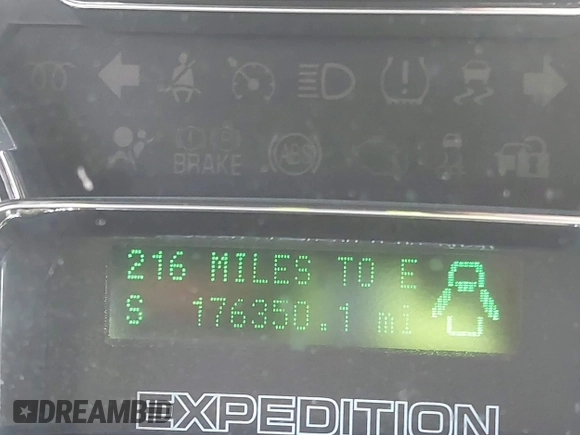 BRAKE
ABS
216 MILES TO E
S 176350.1 mi
EXPEDITION
DREAMBID